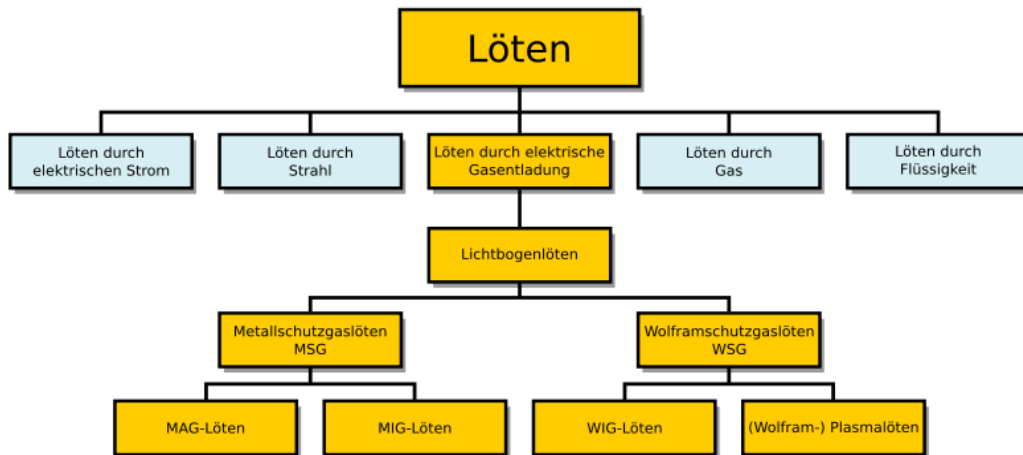 Löten
Löten durch
elektrischen Strom
Löten durch
Strahl
Löten durch elektrische
Gasentladung
Löten durch
Gas
Löten durch
Flüssigkeit
Lichtbogenlöten
Metallschutzgaslöten
MSG
Wolframschutzgaslöten
WSG
MAG-Löten
MIG-Löten
WIG-Löten
(Wolfram-) Plasmalöten